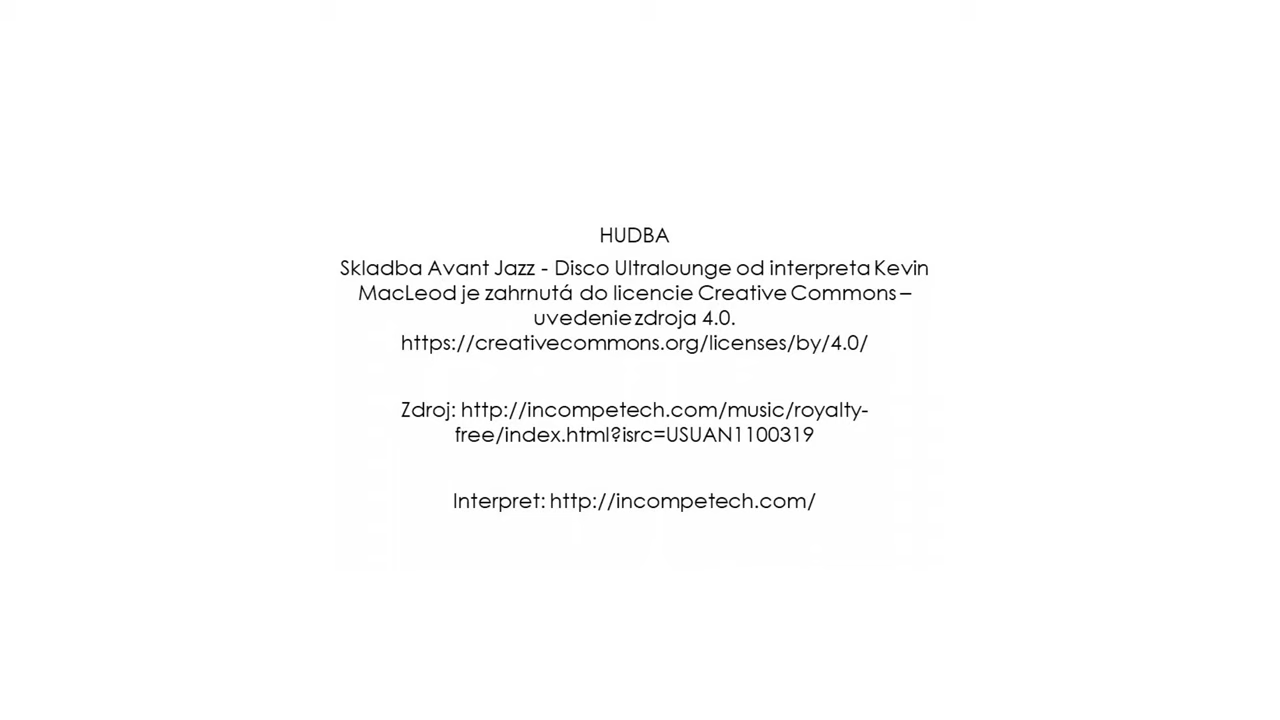 HUDBA
Skladba Avant Jazz - Disco Ultralounge od interpreta Kevin
MacLeod je zahrnutá do licencie Creative Commons –
uvedenie zdroja 4.0.
https://creativecommons.org/licenses/by/4.0/
Zdroj: http://incompetech.com/music/royalty-
free/index.html?isrc=USUAN1100319
Interpret: http://incompetech.com/